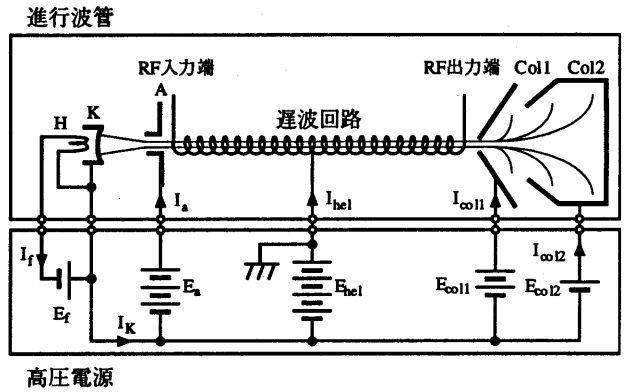 進行波管
RF入力端
RF出力端
Col1
Col2
A
K
H
遅波回路
Ia
Ihel
Icol1
If
Icol2
Ef
Ea
Ehel
Ecol1
Ecol2
IK
高圧電源